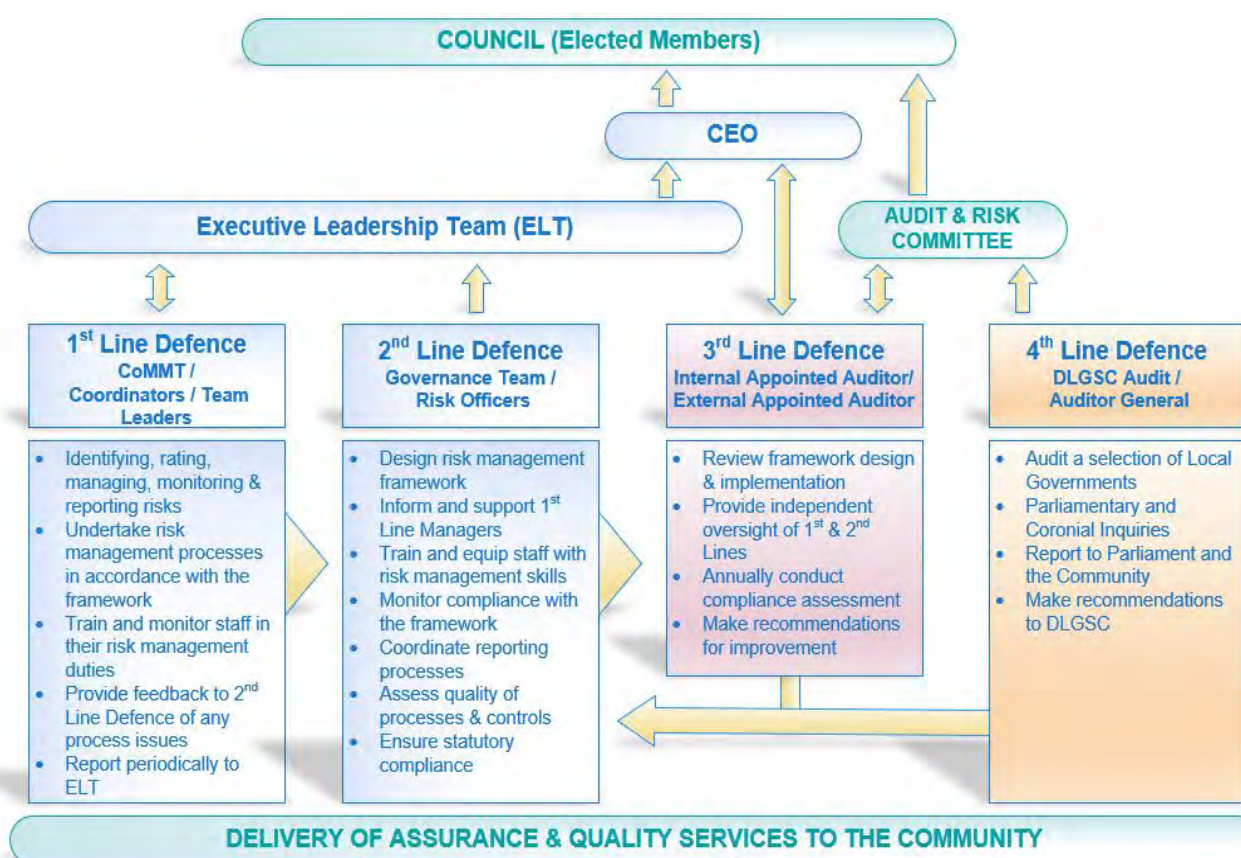 COUNCIL (Elected Members)
CEO
Executive Leadership Team (ELT)
AUDIT & RISK
COMMITTEE
1st Line Defence
CoMMT /
Coordinators / Team
Leaders
2nd Line Defence
Governance Team /
Risk Officers
3rd Line Defence
Internal Appointed Auditor/
External Appointed Auditor
4th Line Defence
DLGSC Audit /
Auditor General
• Identifying, rating,
managing, monitoring &
reporting risks
• Undertake risk
management processes
in accordance with the
framework
• Train and monitor staff in
their risk management
duties
• Provide feedback to 2nd
Line Defence of any
process issues
• Report periodically to
ELT
• Design risk management
framework
• Inform and support 1st
Line Managers
• Train and equip staff with
risk management skills
• Monitor compliance with
the framework
• Coordinate reporting
processes
• Assess quality of
processes & controls
• Ensure statutory
compliance
• Review framework design
& implementation
• Provide independent
oversight of 1st & 2nd
Lines
• Annually conduct
compliance assessment
• Make recommendations
for improvement
• Audit a selection of Local
Governments
• Parliamentary and
Coronial Inquiries
• Report to Parliament and
the Community
• Make recommendations
to DLGSC
DELIVERY OF ASSURANCE & QUALITY SERVICES TO THE COMMUNITY